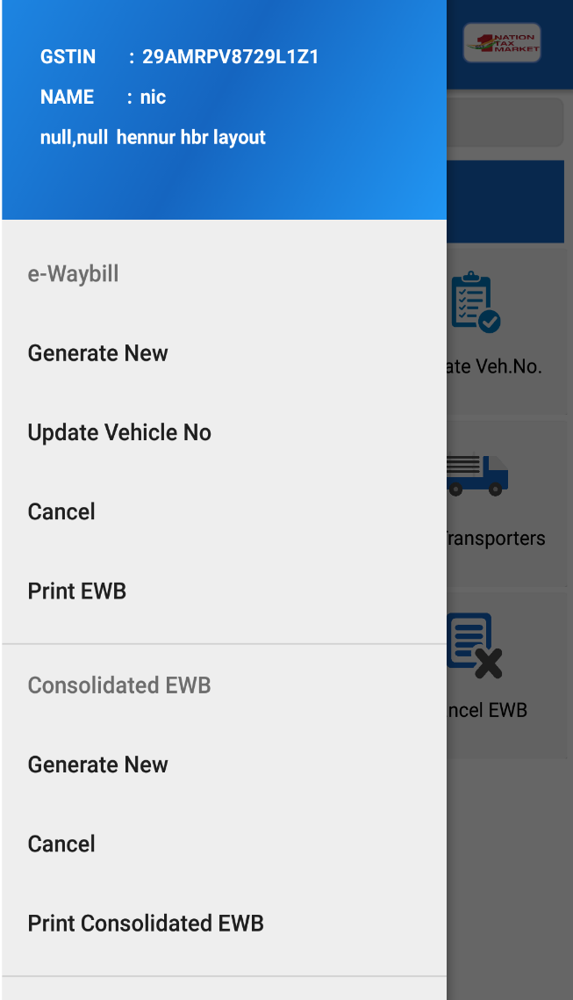 GSTIN : 29AMRPV8729L1Z1
NAME : nic
null,null hennur hbr layout
NATION
TAX
MARKET
e-Waybill
Generate New
Update Vehicle No
Cancel
Print EWB
Consolidated EWB
Generate New
Cancel
Print Consolidated EWB
ate Veh.No.
ransporters
ncel EWB